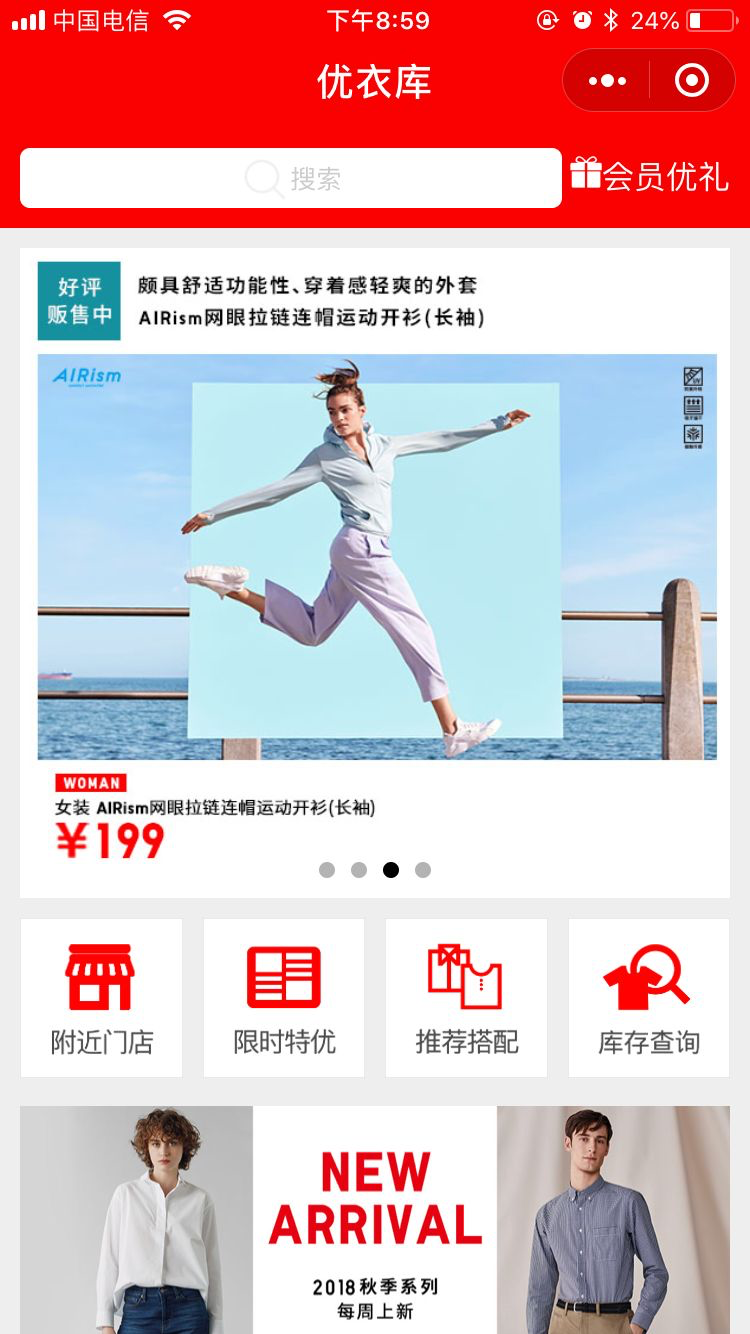 中国电信
下午8:59
24%
优衣库
搜索
会员优礼
好评
贩售中
颇具舒适功能性、穿着感轻爽的外套
AIRism网眼拉链连帽运动开衫(长袖)
AIRism
WOMAN
女装 AIRism网眼拉链连帽运动开衫(长袖)
¥199
附近门店
限时特优
推荐搭配
库存查询
NEW
ARRIVAL
2018秋季系列
每周上新